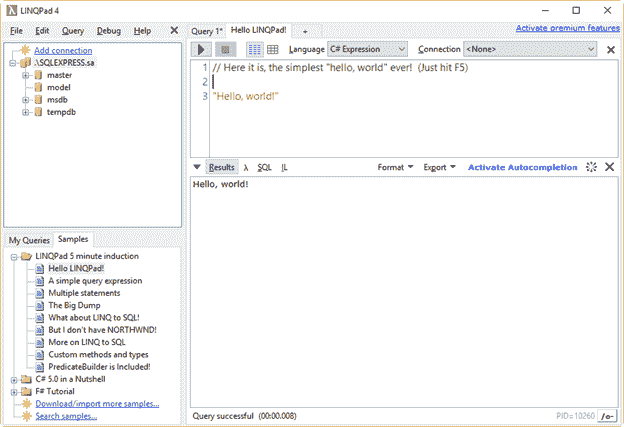 LINQPad 4
File Edit Query Debug Help
Add connection
.\SQLEXPRESS.sa
master
model
msdb
tempdb
My Queries Samples
LINQPad 5 minute induction
Hello LINQPad!
A simple query expression
Multiple statements
The Big Dump
What about LINQ to SQL!
But I don't have NORTHWND!
More on LINQ to SQL
Custom methods and types
PredicateBuilder is Included!
C# 5.0 in a Nutshell
F# Tutorial
Download/import more samples...
Search samples...
Query 1* Hello LINQPad! +
Activate premium features
Language C# Expression Connection <None>
1 // Here it is, the simplest "hello, world" ever! (Just hit F5)
2
3 "Hello, world!"
Results λ SQL IL Format Export Activate Autocompletion
Hello, world!
Query successful (00:00.008) PID=10260 /o-